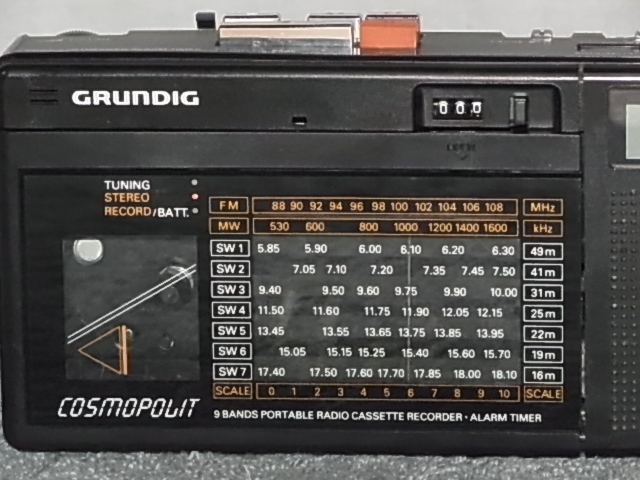 GRUNDIG
000
OPEN
TUNING
STEREO
RECORD/BATT.
FM 88 90 92 94 96 98 100 102 104 106 108 MHz
MW 530 600 800 1000 1200 1400 1600 kHz
SW 1 5.85 5.90 6.00 6.10 6.20 6.30 49m
SW 2 7.05 7.10 7.20 7.35 7.45 7.50 41m
SW 3 9.40 9.50 9.60 9.75 9.90 10.00 31m
SW 4 11.50 11.60 11.75 11.90 12.05 12.15 25m
SW 5 13.45 13.55 13.65 13.75 13.85 13.95 22m
SW 6 15.05 15.15 15.25 15.40 15.60 15.70 19m
SW 7 17.40 17.50 17.60 17.70 17.85 18.00 18.10 16m
SCALE 0 1 2 3 4 5 6 7 8 9 10 SCALE
COSMOPOLIT
9 BANDS PORTABLE RADIO CASSETTE RECORDER · ALARM TIMER